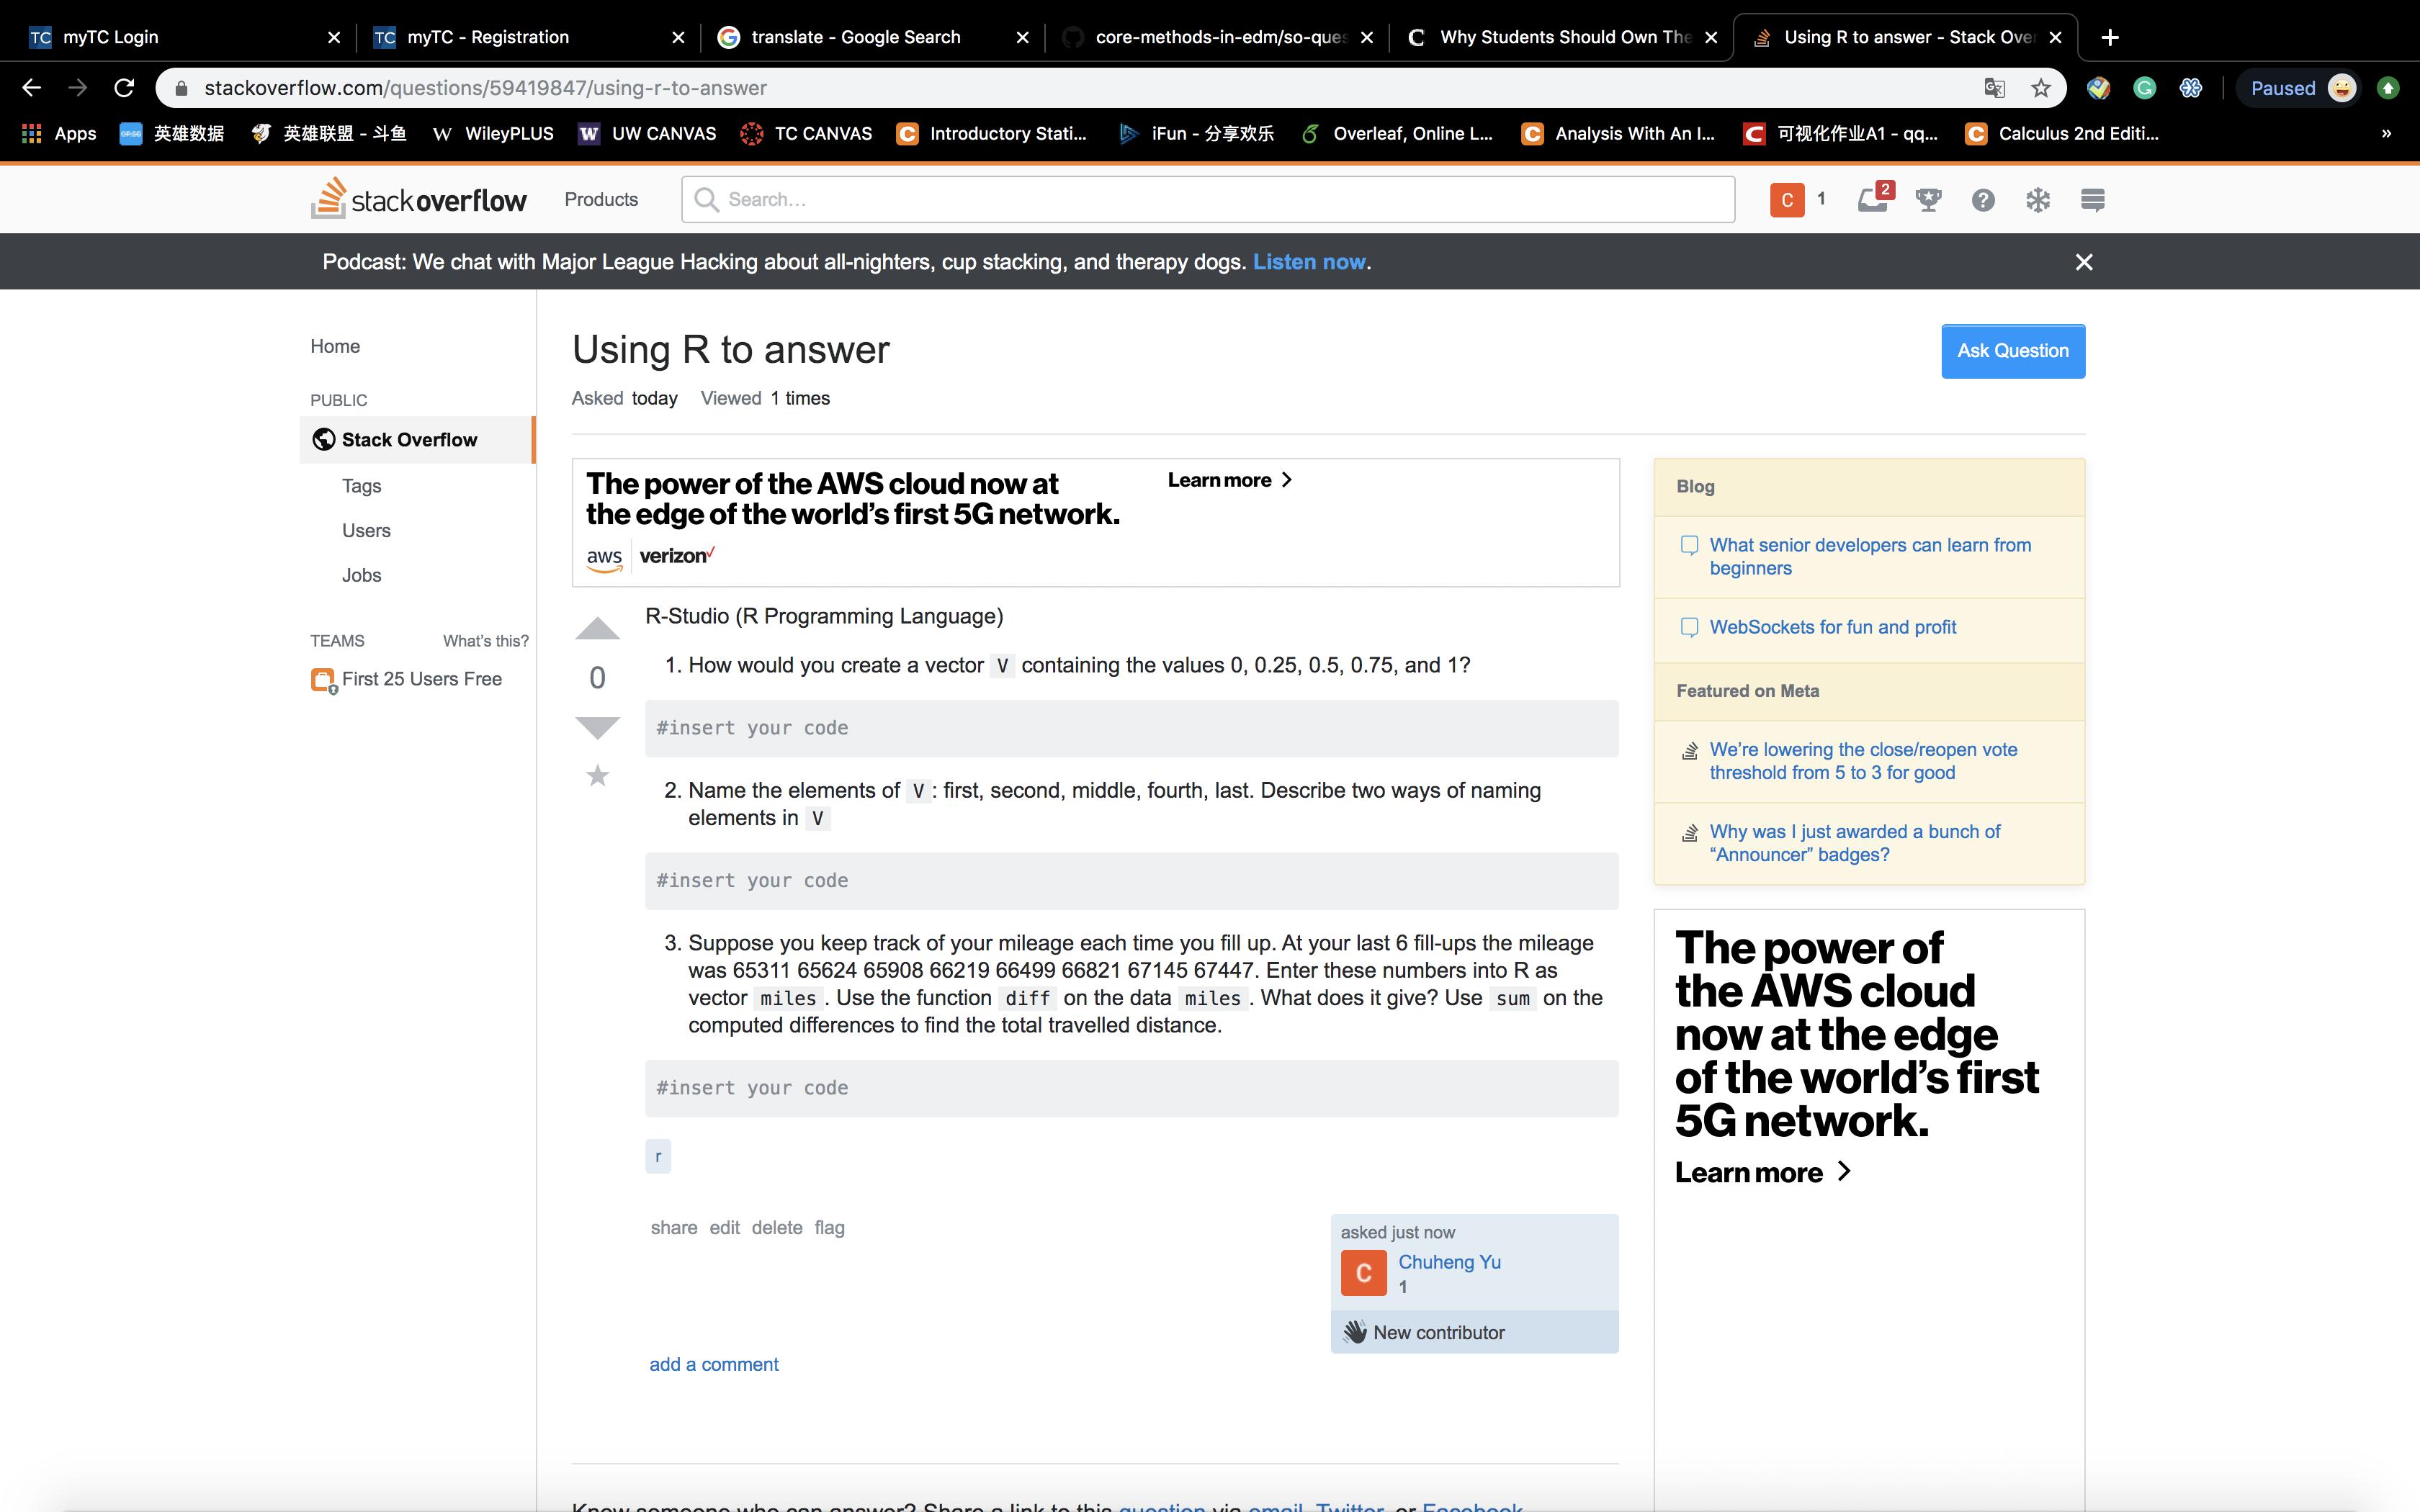 myTC Login
myTC - Registration
translate - Google Search
core-methods-in-edm/so-ques
Why Students Should Own The
Using R to answer - Stack Over
stackoverflow.com/questions/59419847/using-r-to-answer
Paused
Apps
英雄数据
英雄联盟 - 斗鱼
WileyPLUS
UW CANVAS
TC CANVAS
Introductory Stati...
iFun - 分享欢乐
Overleaf, Online L...
Analysis With An I...
可视化作业A1 - qq...
Calculus 2nd Editi...
»
stackoverflow
Products
Search...
C
1
2
Podcast: We chat with Major League Hacking about all-nighters, cup stacking, and therapy dogs. Listen now.
Home
PUBLIC
Stack Overflow
Tags
Users
Jobs
TEAMS
What's this?
First 25 Users Free
Using R to answer
Asked today Viewed 1 times
Ask Question
The power of the AWS cloud now at
the edge of the world's first 5G network.
Learn more
aws
verizon
0
R-Studio (R Programming Language)
1. How would you create a vector V containing the values 0, 0.25, 0.5, 0.75, and 1?
#insert your code
2. Name the elements of V : first, second, middle, fourth, last. Describe two ways of naming
elements in V
#insert your code
3. Suppose you keep track of your mileage each time you fill up. At your last 6 fill-ups the mileage
was 65311 65624 65908 66219 66499 66821 67145 67447. Enter these numbers into R as
vector miles . Use the function diff on the data miles . What does it give? Use sum on the
computed differences to find the total travelled distance.
#insert your code
r
share edit delete flag
asked just now
C
Chuheng Yu
1
New contributor
add a comment
Know someone who can answer? Share a link to this question via email, Twitter, or Facebook.
Blog
What senior developers can learn from
beginners
WebSockets for fun and profit
Featured on Meta
We're lowering the close/reopen vote
threshold from 5 to 3 for good
Why was I just awarded a bunch of
“Announcer” badges?
The power of
the AWS cloud
now at the edge
of the world's first
5G network.
Learn more